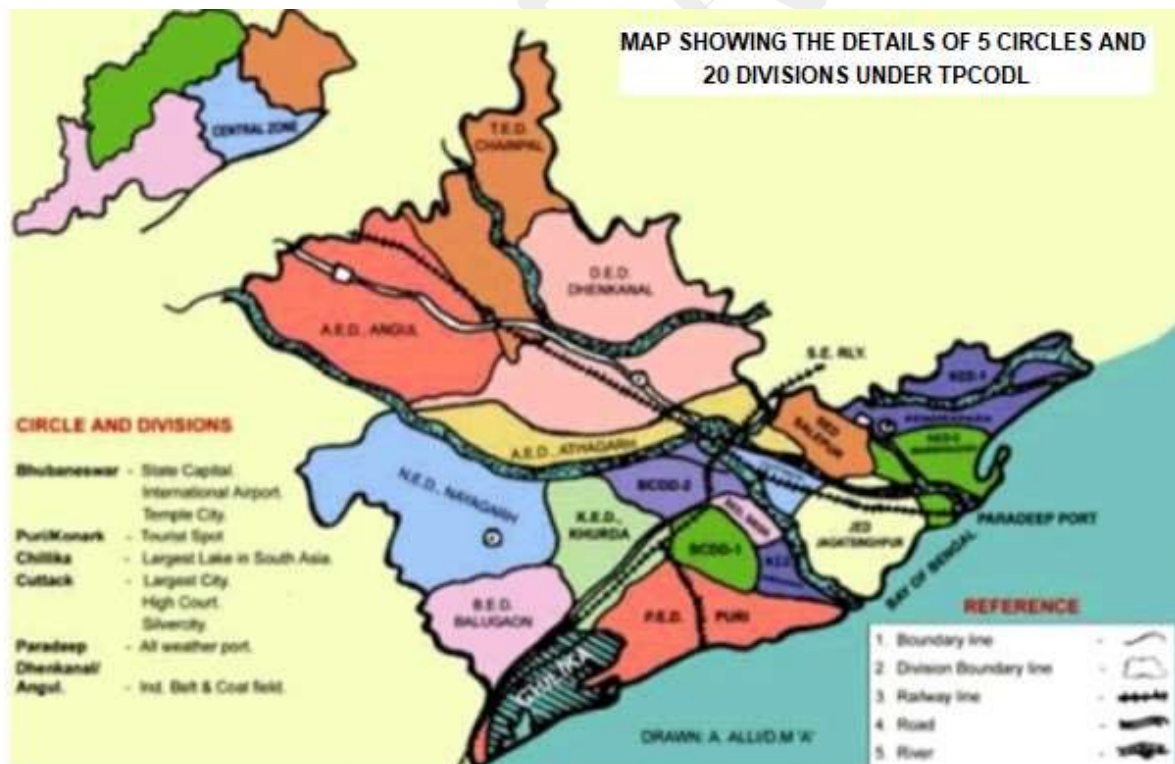 MAP SHOWING THE DETAILS OF 5 CIRCLES AND
20 DIVISIONS UNDER TPCODL
CENTRAL ZONE
T.E.D.
CHAINPAL
D.E.D.
DHENKANAL
A.E.D., ANGUL
S.E. RLY.
KED-1
SED
SALEPUR
A.E.D., ATHAGARH
N.E.D., NAYAGARH
BCDD-2
K.E.D.,
KHURDA
BCDD-1
JED
JAGATSINGHPUR
PARADEEP PORT
BAY OF BENGAL
B.E.D.
BALUGAON
P.E.D. PURI
CHILIKA
CIRCLE AND DIVISIONS
Bhubaneswar - State Capital.
International Airport.
Temple City.
Puri/Konark - Tourist Spot
Chillika - Largest Lake in South Asia.
Cuttack - Largest City.
High Court.
Silvercity.
Paradeep - All weather port.
Dhenkanal/
Angul. - Ind. Belt & Coal field.
REFERENCE
1. Boundary line -
2. Division Boundary line -
3. Railway line -
4. Road -
5. River -
DRAWN: A. ALLI/D.M 'A'